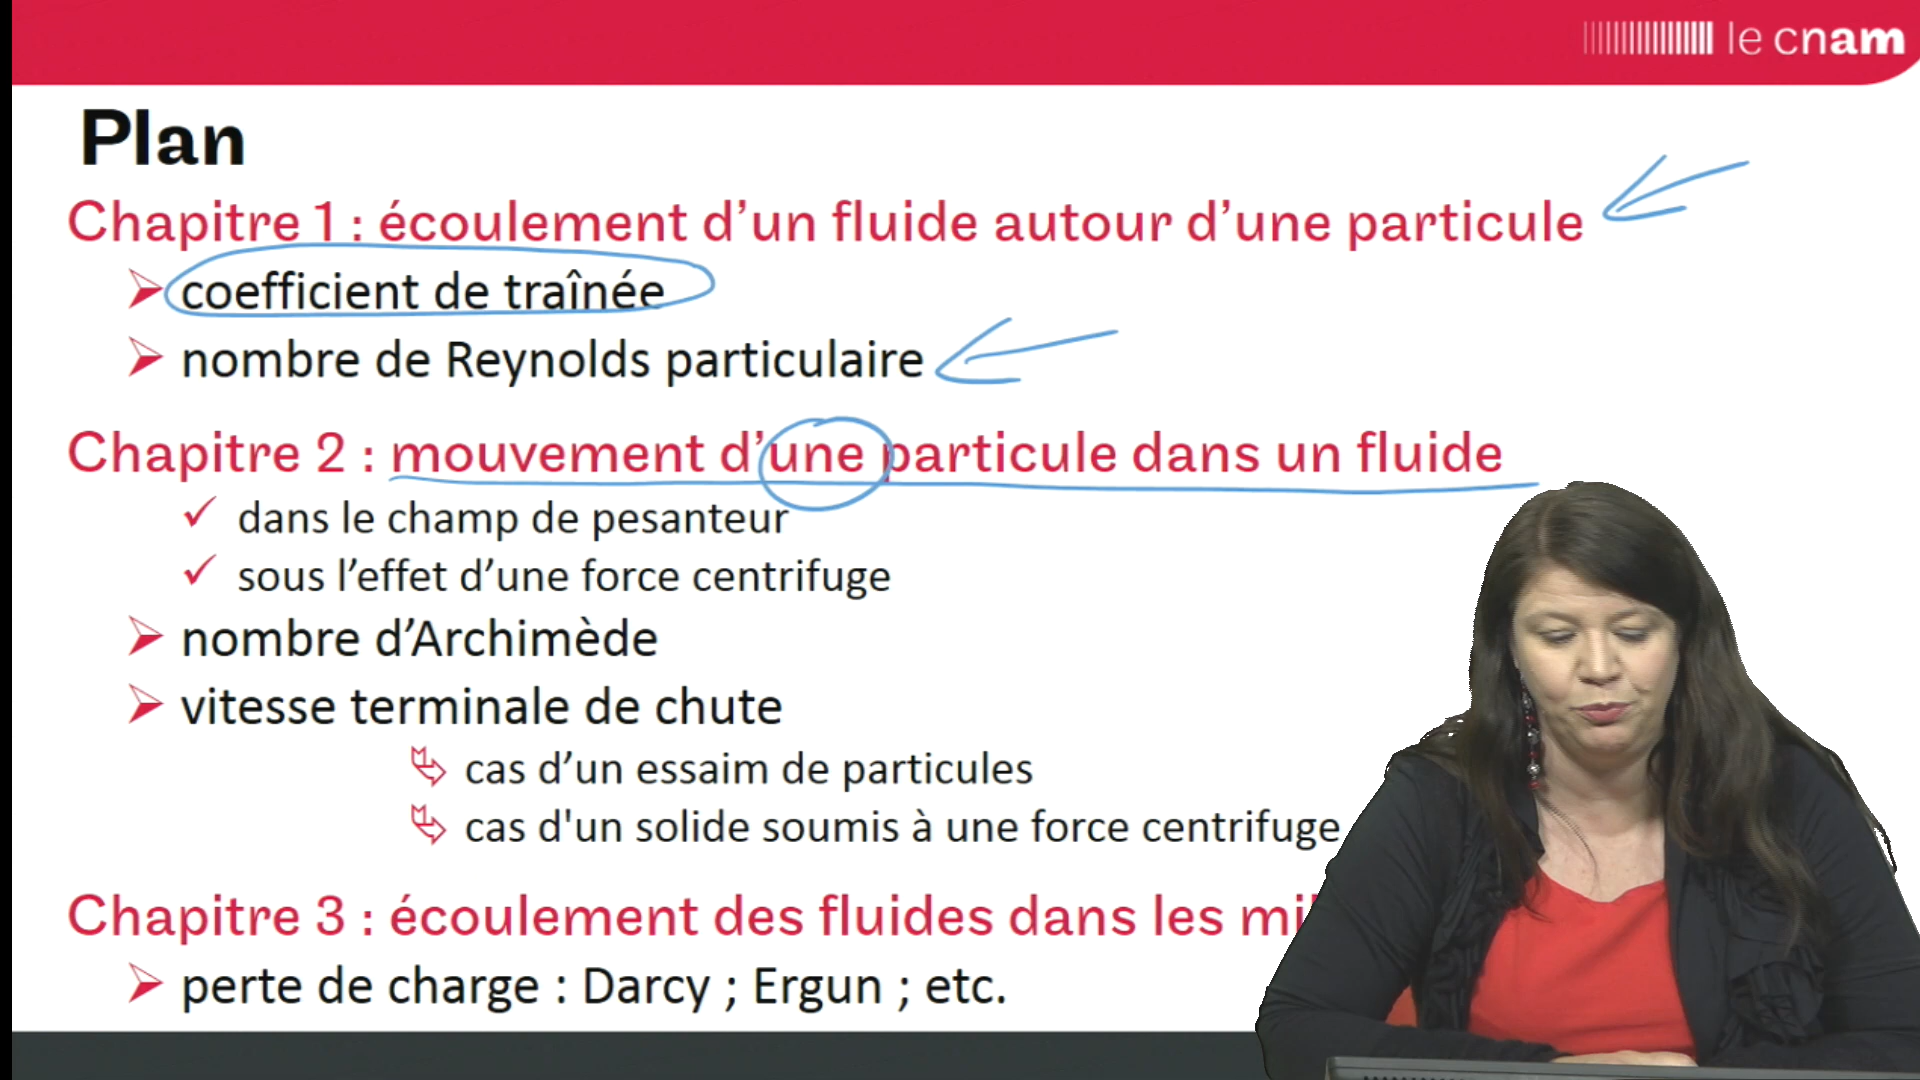 le cnam
Plan
Chapitre 1 : écoulement d’un fluide autour d’une particule
coefficient de traînée
nombre de Reynolds particulaire
Chapitre 2 : mouvement d’une particule dans un fluide
dans le champ de pesanteur
sous l’effet d’une force centrifuge
nombre d’Archimède
vitesse terminale de chute
cas d’un essaim de particules
cas d'un solide soumis à une force centrifuge
Chapitre 3 : écoulement des fluides dans les
perte de charge : Darcy ; Ergun ; etc.